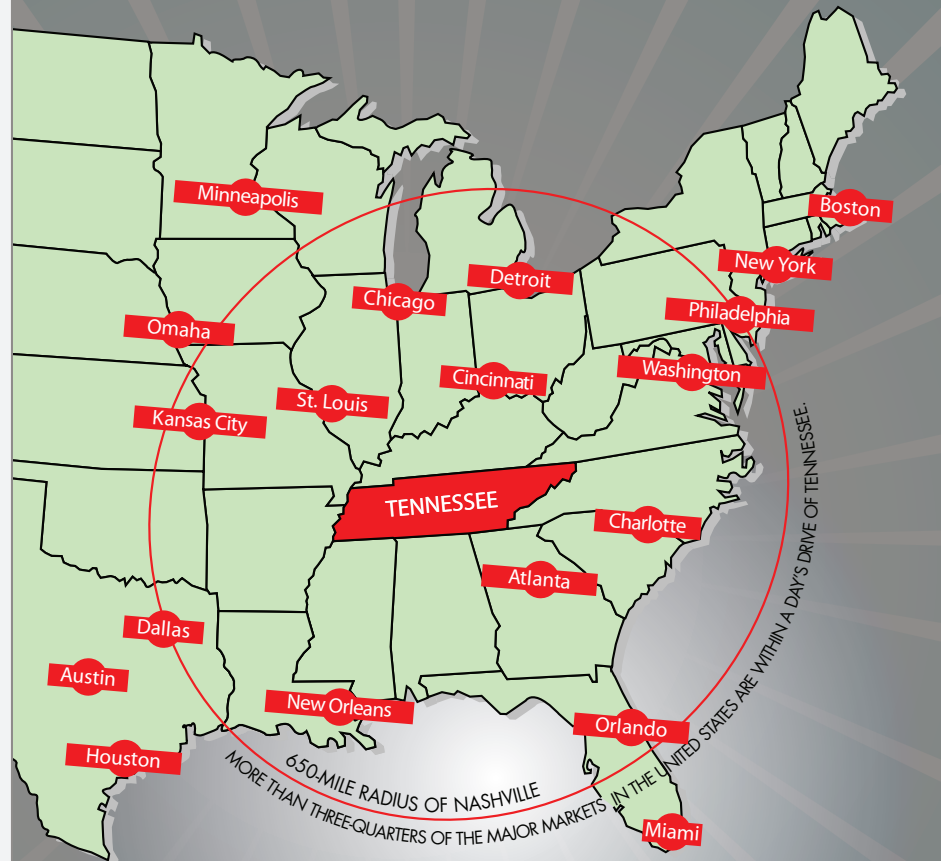 Minneapolis
Boston
New York
Detroit
Chicago
Philadelphia
Omaha
Washington
Cincinnati
St. Louis
Kansas City
TENNESSEE
Charlotte
Atlanta
Dallas
Austin
New Orleans
Orlando
Houston
Miami
650-MILE RADIUS OF NASHVILLE
MORE THAN THREE-QUARTERS OF THE MAJOR MARKETS IN THE UNITED STATES ARE WITHIN A DAY'S DRIVE OF TENNESSEE.